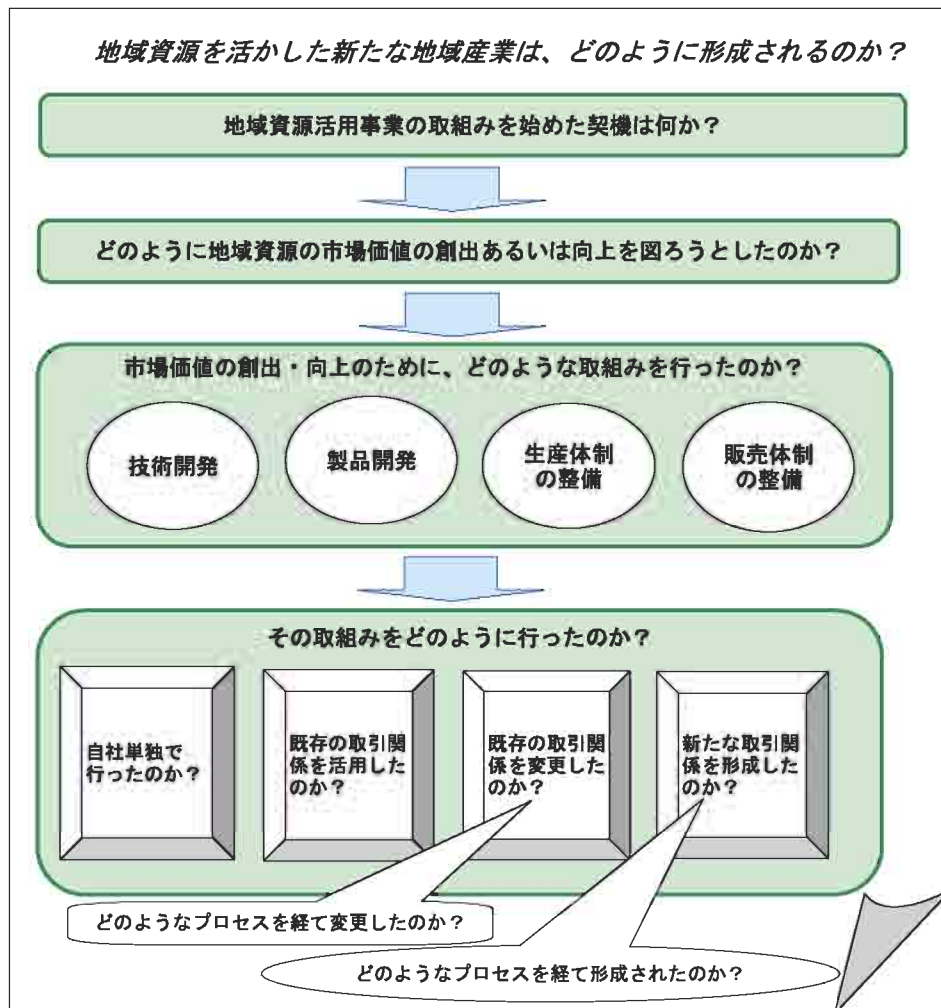 地域資源を活かした新たな地域産業は、どのように形成されるのか？
地域資源活用事業の取組みを始めた契機は何か？
どのように地域資源の市場価値の創出あるいは向上を図ろうとしたのか？
市場価値の創出・向上のために、どのような取組みを行ったのか？
技術開発
製品開発
生産体制
の整備
販売体制
の整備
その取組みをどのように行ったのか？
自社単独で
行ったのか？
既存の取引関
係を活用した
のか？
既存の取引関
係を変更した
のか？
新たな取引関
係を形成した
のか？
どのようなプロセスを経て変更したのか？
どのようなプロセスを経て形成されたのか？